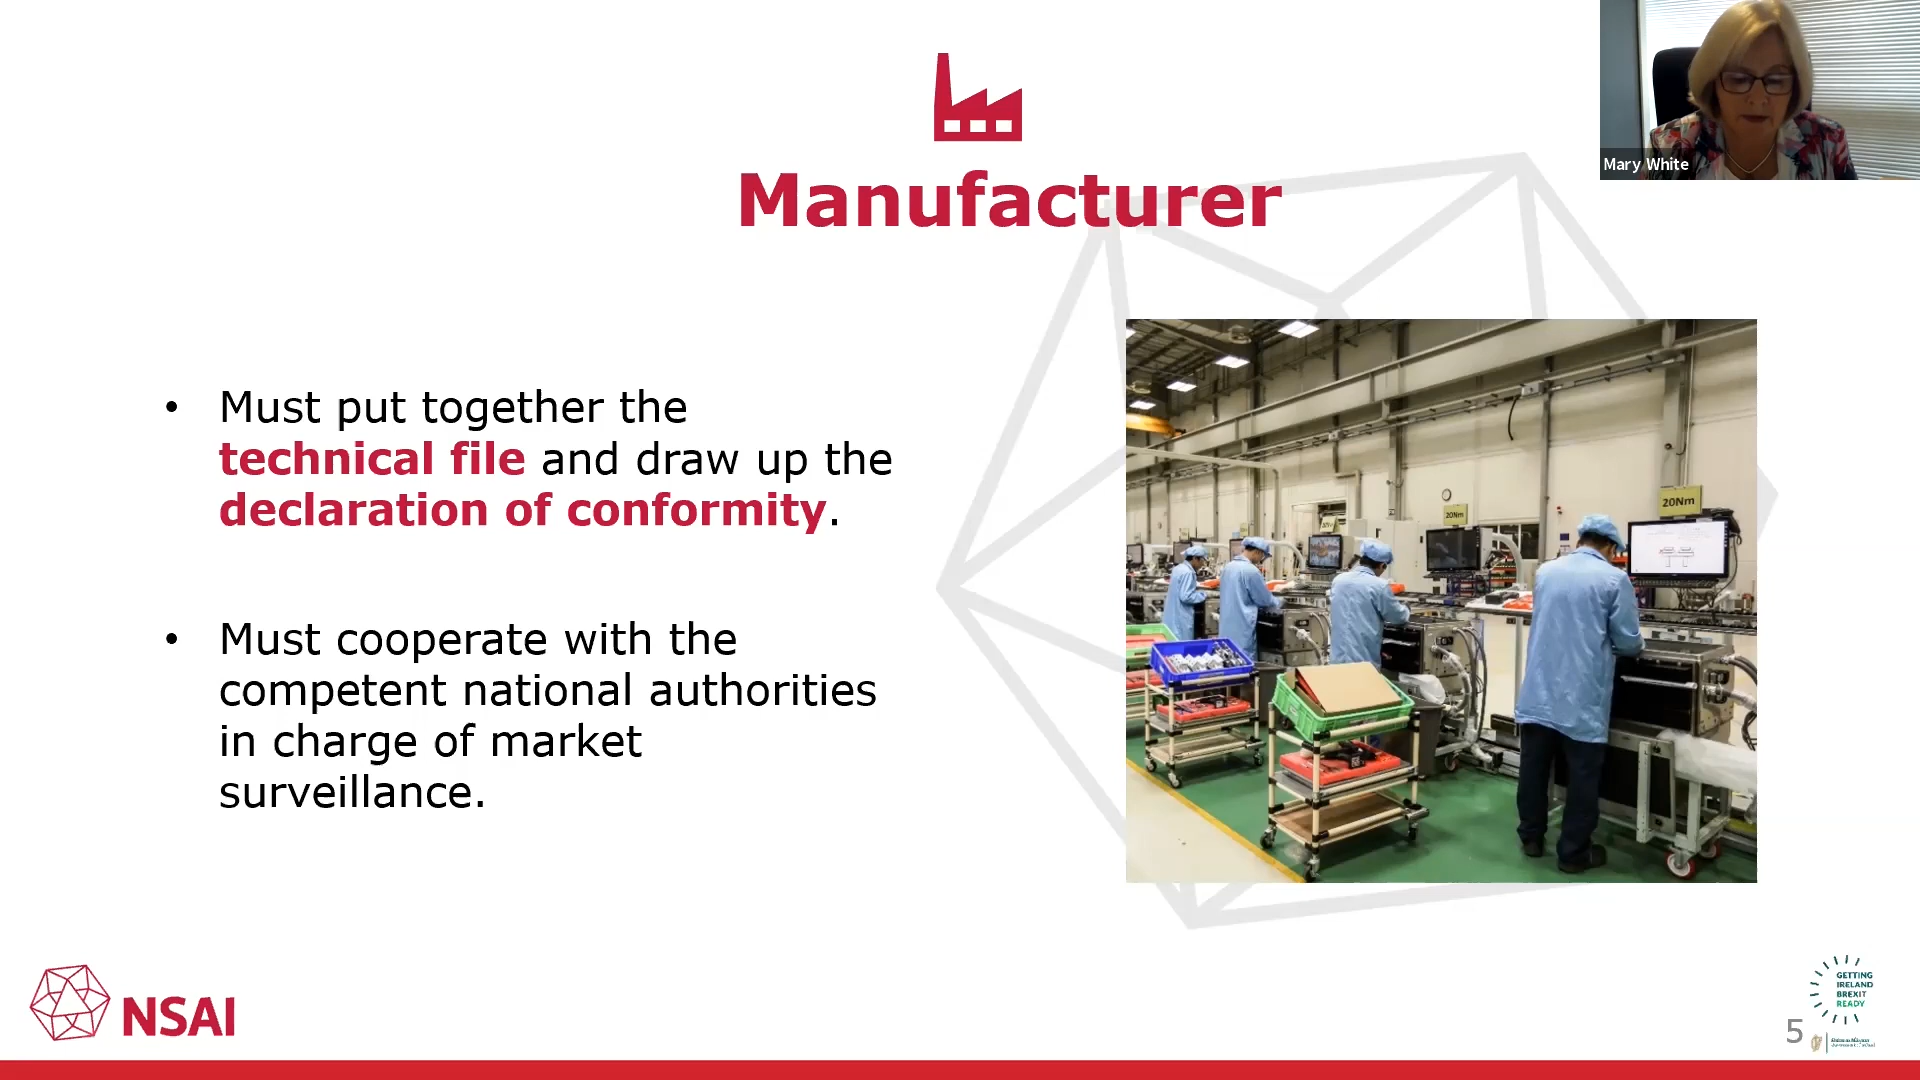 Mary White
Manufacturer
• Must put together the
technical file and draw up the
declaration of conformity.
• Must cooperate with the
competent national authorities
in charge of market
surveillance.
20Nm
20Nm
NSAI
GETTING
IRELAND
BREXIT
READY
5